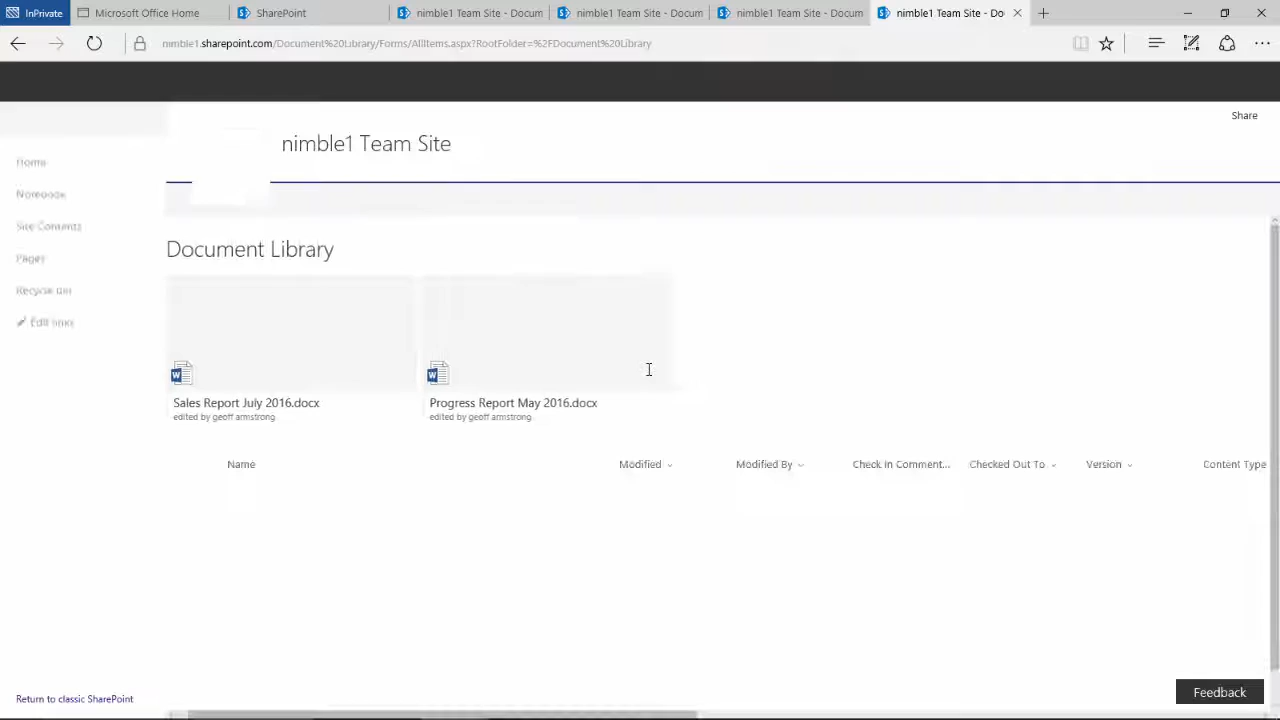 InPrivate
Microsoft Office Home
SharePoint
nimble1 Team Site - Docum
nimble1 Team Site - Docum
nimble1 Team Site - Docum
nimble1 Team Site - Do
nimble1.sharepoint.com/Document%20Library/Forms/AllItems.aspx?RootFolder=%2FDocument%20Library
Share
nimble1 Team Site
Home
Notebook
Site Contents
Pages
Recycle Bin
Edit links
Document Library
Sales Report July 2016.docx
edited by geoff armstrong
Progress Report May 2016.docx
edited by geoff armstrong
Name Modified Modified By Check In Comment... Checked Out To Version Content Type
Return to classic SharePoint
Feedback